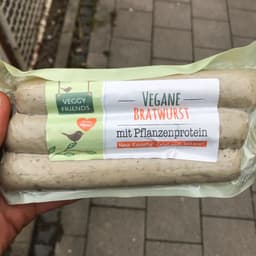 VEGGY
FRIENDS
VEGANE
BRATWURST
mit Pflanzenprotein